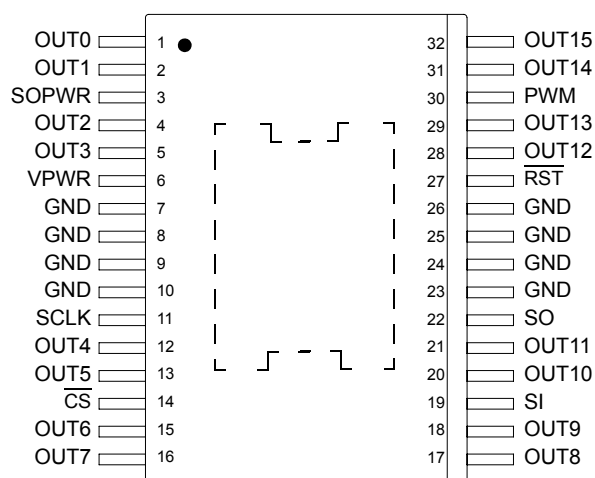 OUT0 1 32 OUT15
OUT1 2 31 OUT14
SOPWR 3 30 PWM
OUT2 4 29 OUT13
OUT3 5 28 OUT12
VPWR 6 27 RST
GND 7 26 GND
GND 8 25 GND
GND 9 24 GND
GND 10 23 GND
SCLK 11 22 SO
OUT4 12 21 OUT11
OUT5 13 20 OUT10
CS 14 19 SI
OUT6 15 18 OUT9
OUT7 16 17 OUT8